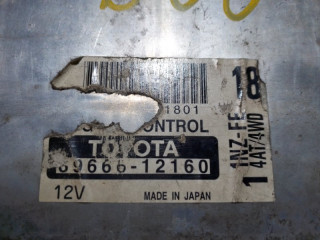 1801
CONTROL
TOYOTA
89666-12160
12V
MADE IN JAPAN
18
1NZ-FE
4AT/4WD
1